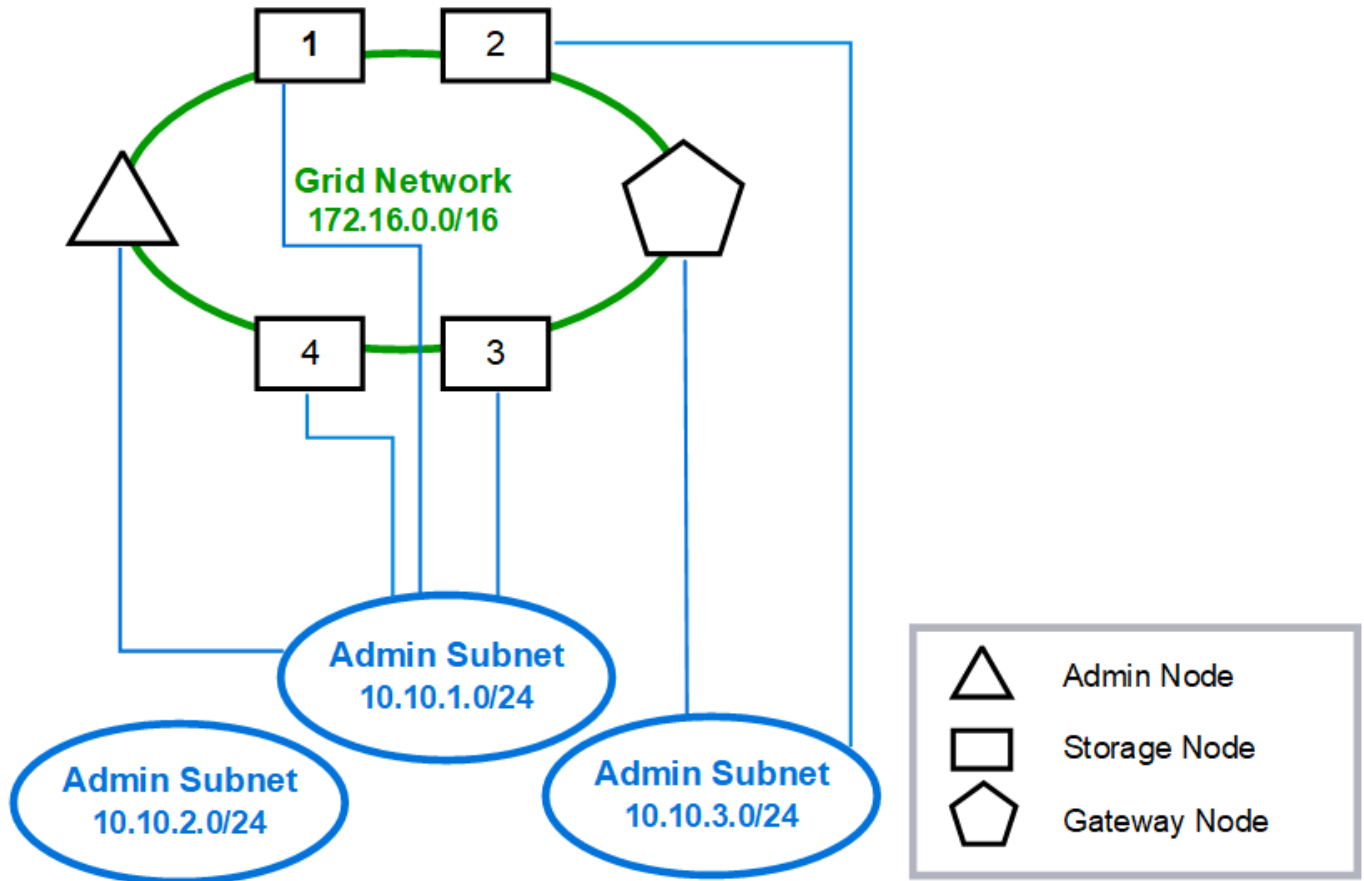 1
2
Grid Network
172.16.0.0/16
4
3
Admin Subnet
10.10.1.0/24
Admin Subnet
10.10.2.0/24
Admin Subnet
10.10.3.0/24
Admin Node
Storage Node
Gateway Node